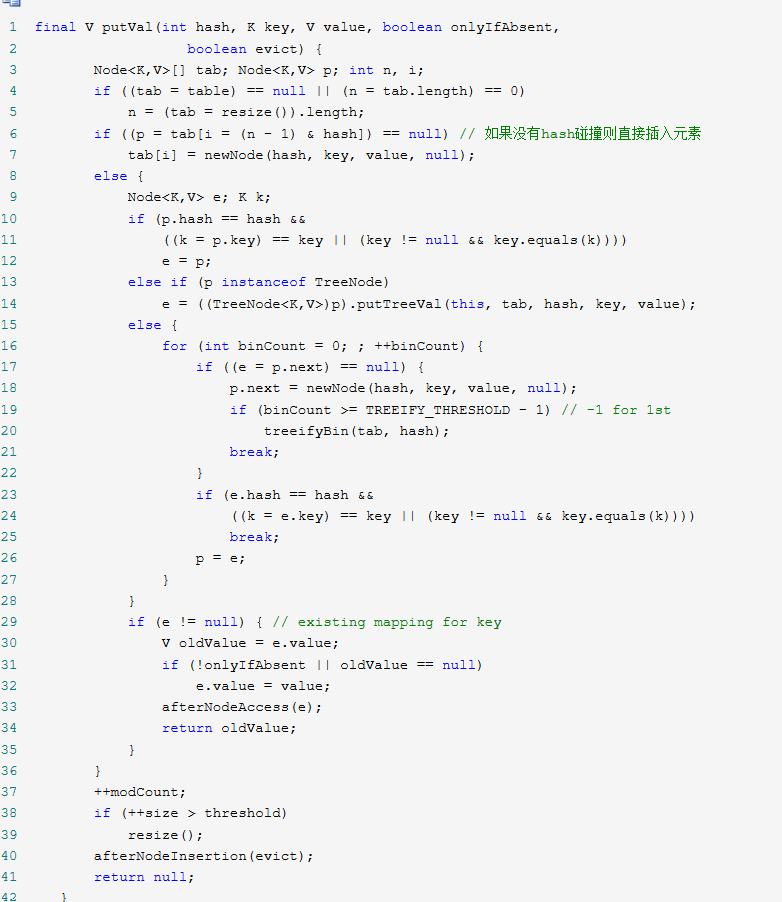 1 final V putVal(int hash, K key, V value, boolean onlyIfAbsent,
2                   boolean evict) {
3        Node<K,V>[] tab; Node<K,V> p; int n, i;
4        if ((tab = table) == null || (n = tab.length) == 0)
5            n = (tab = resize()).length;
6        if ((p = tab[i = (n - 1) & hash]) == null) // 如果没有hash碰撞则直接插入元素
7            tab[i] = newNode(hash, key, value, null);
8        else {
9            Node<K,V> e; K k;
10            if (p.hash == hash &&
11                ((k = p.key) == key || (key != null && key.equals(k))))
12                e = p;
13            else if (p instanceof TreeNode)
14                e = ((TreeNode<K,V>)p).putTreeVal(this, tab, hash, key, value);
15            else {
16                for (int binCount = 0; ; ++binCount) {
17                    if ((e = p.next) == null) {
18                        p.next = newNode(hash, key, value, null);
19                        if (binCount >= TREEIFY_THRESHOLD - 1) // -1 for 1st
20                            treeifyBin(tab, hash);
21                        break;
22                    }
23                    if (e.hash == hash &&
24                        ((k = e.key) == key || (key != null && key.equals(k))))
25                        break;
26                    p = e;
27                }
28            }
29            if (e != null) { // existing mapping for key
30                V oldValue = e.value;
31                if (!onlyIfAbsent || oldValue == null)
32                    e.value = value;
33                afterNodeAccess(e);
34                return oldValue;
35            }
36        }
37        ++modCount;
38        if (++size > threshold)
39            resize();
40        afterNodeInsertion(evict);
41        return null;
42    }